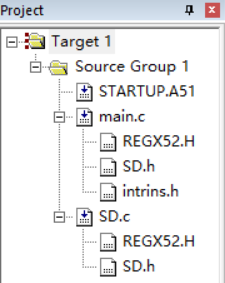 Project
Target 1
Source Group 1
STARTUP.A51
main.c
REGX52.H
SD.h
intrins.h
SD.c
REGX52.H
SD.h